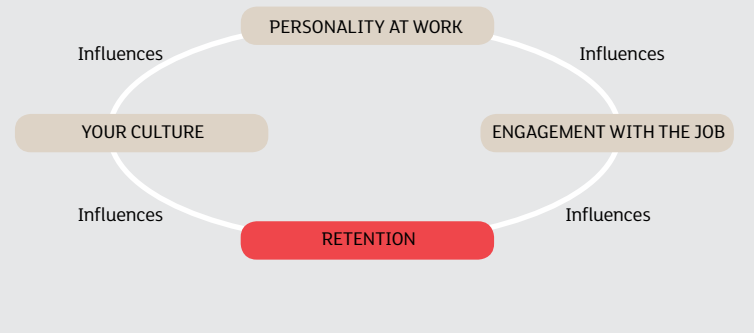 PERSONALITY AT WORK
Influences
Influences
YOUR CULTURE
ENGAGEMENT WITH THE JOB
Influences
Influences
RETENTION